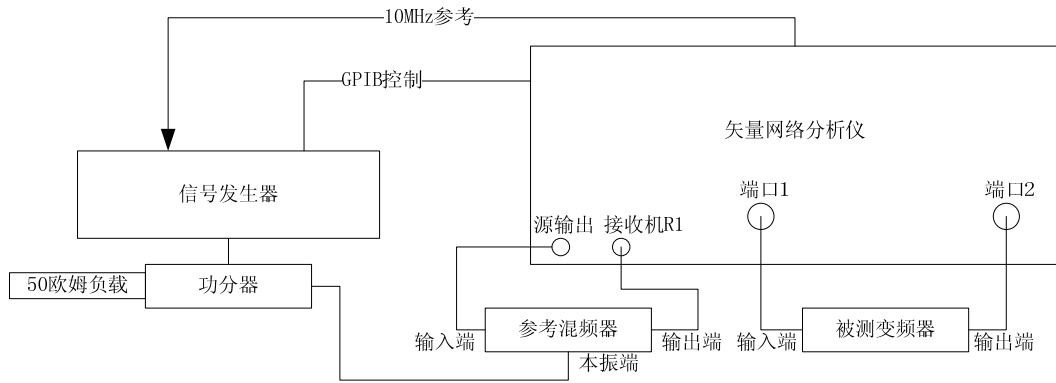 10MHz参考
GPIB控制
矢量网络分析仪
信号发生器
端口1
端口2
源输出
接收机R1
50欧姆负载
功分器
输入端
参考混频器
输出端
输入端
被测变频器
输出端
本振端